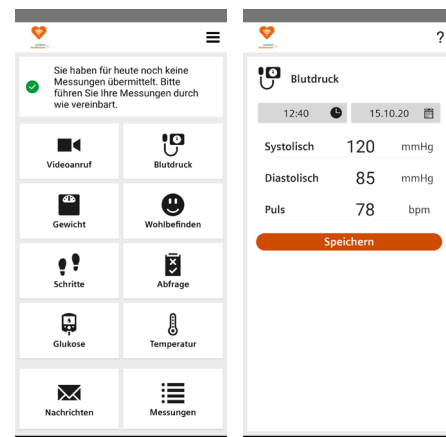 Sie haben für heute noch keine
Messungen übermittelt. Bitte
führen Sie Ihre Messungen durch
wie vereinbart.
Videoanruf
Blutdruck
Gewicht
Wohlbefinden
Schritte
Abfrage
Glukose
Temperatur
Nachrichten
Messungen
?
Blutdruck
12:40
15.10.20
Systolisch 120 mmHg
Diastolisch 85 mmHg
Puls 78 bpm
Speichern